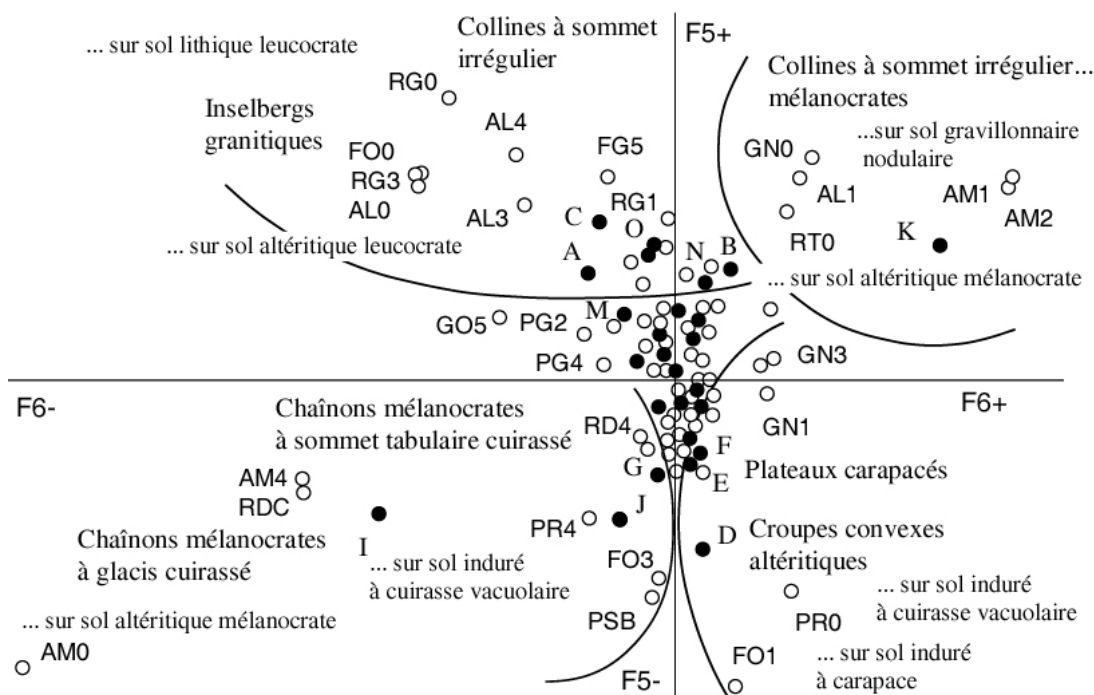 Collines à sommet
irrégulier
F5+
... sur sol lithique leucocrate
Collines à sommet irrégulier...
mélanocrates
RG0
Inselbergs
granitiques
AL4
...sur sol gravillonnaire
nodulaire
FO0
RG3
AL0
FG5
GN0
AL1
AM1
AM2
AL3
C
RG1
O
RT0
K
... sur sol altéritique leucocrate
A
N
B
... sur sol altéritique mélanocrate
GO5
PG2
M
PG4
GN3
F6-
F6+
Chaînons mélanocrates
à sommet tabulaire cuirassé
RD4
GN1
F
G
E
Plateaux carapacés
AM4
RDC
I
PR4
J
D
Croupes convexes
altéritiques
Chaînons mélanocrates
à glacis cuirassé
... sur sol induré
à cuirasse vacuolaire
FO3
... sur sol induré
à cuirasse vacuolaire
... sur sol altéritique mélanocrate
AM0
PSB
PR0
FO1
... sur sol induré
à carapace
F5-